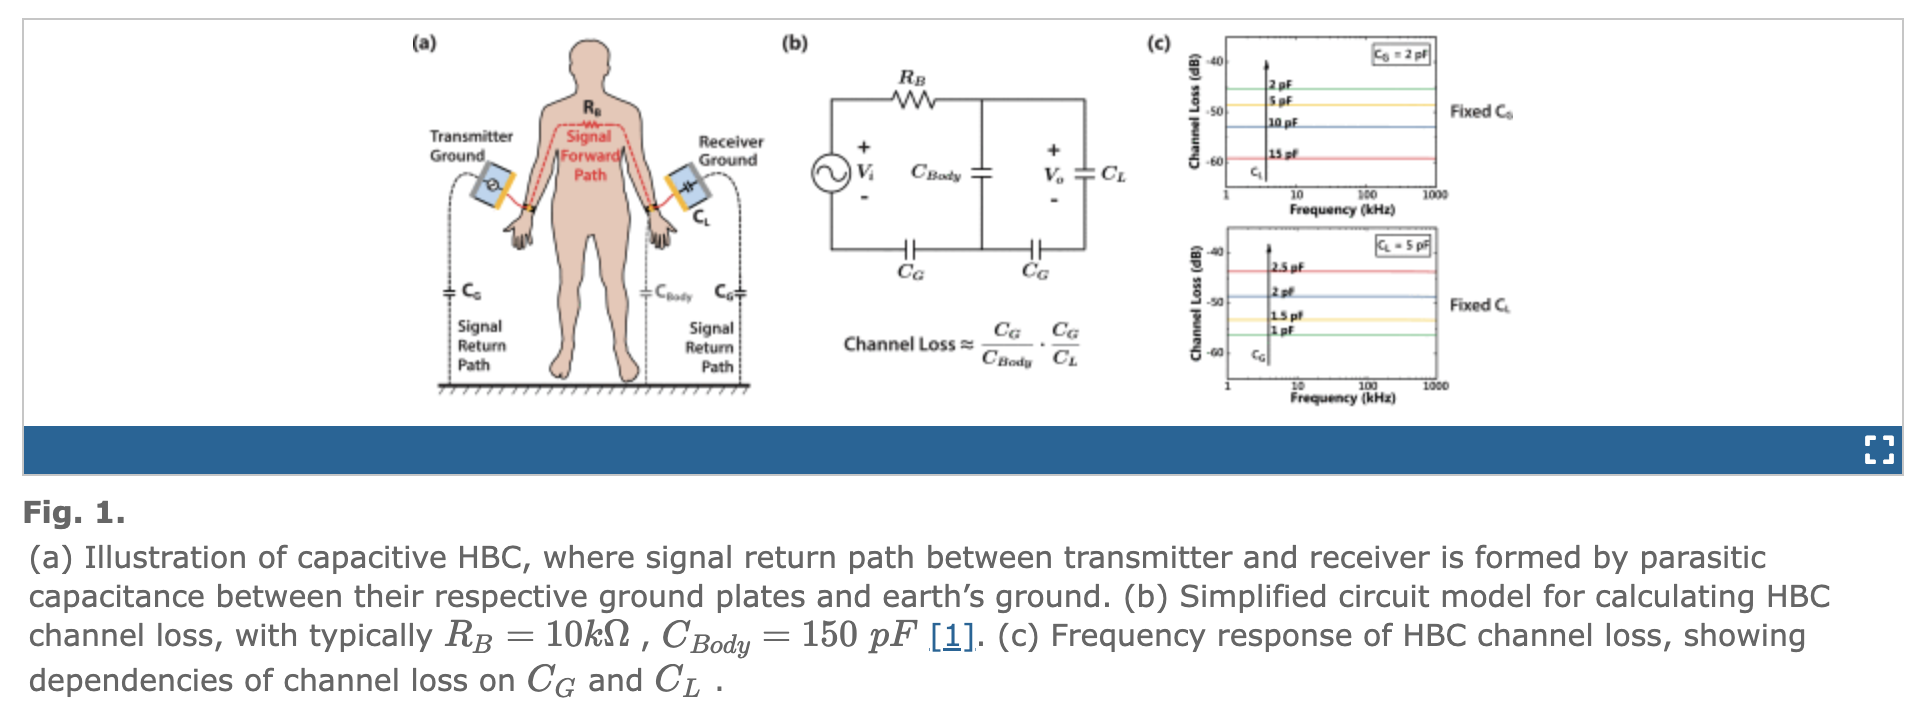 (a)
Transmitter
Ground
R_B
Signal
Forward
Path
Receiver
Ground
C_L
C_G
C_Body
C_G
Signal
Return
Path
Signal
Return
Path
(b)
R_B
+
V_i
-
C_Body
+
V_o
-
C_L
C_G
C_G
Channel Loss ≈ C_G / C_Body · C_G / C_L
(c)
Channel Loss (dB)
-40
-50
-60
C_G = 2 pF
2 pF
5 pF
10 pF
15 pF
C_L
1 10 100 1000
Frequency (kHz)
Fixed C_G
Channel Loss (dB)
-40
-50
-60
C_L = 5 pF
2.5 pF
2 pF
1.5 pF
1 pF
C_G
1 10 100 1000
Frequency (kHz)
Fixed C_L
Fig. 1.
(a) Illustration of capacitive HBC, where signal return path between transmitter and receiver is formed by parasitic
capacitance between their respective ground plates and earth’s ground. (b) Simplified circuit model for calculating HBC
channel loss, with typically R_B = 10kΩ , C_Body = 150 pF [1]. (c) Frequency response of HBC channel loss, showing
dependencies of channel loss on C_G and C_L .